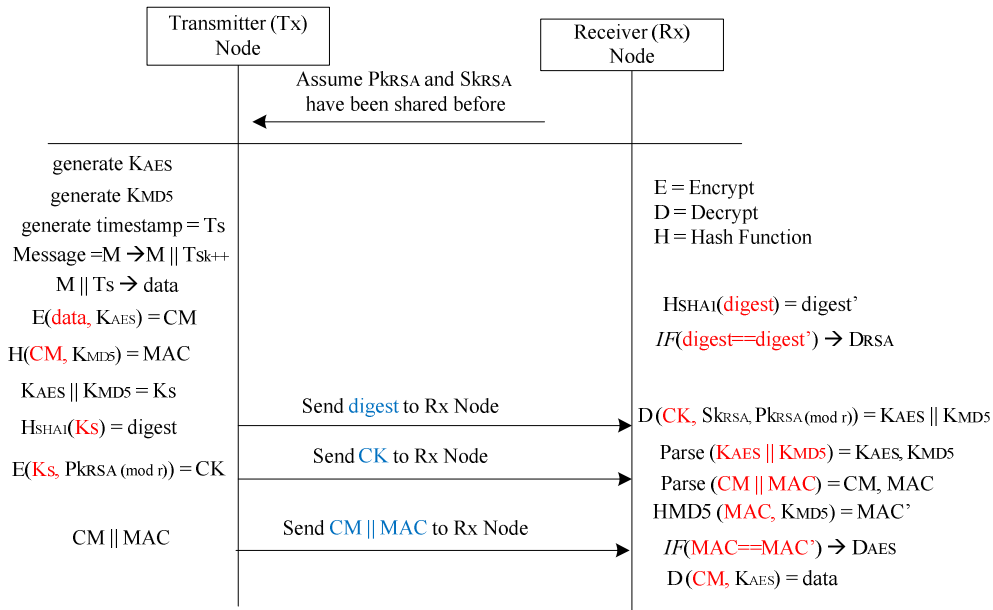 Transmitter (Tx)
Node
Receiver (Rx)
Node
Assume PkRSA and SkRSA
have been shared before
generate KAES
generate KMD5
generate timestamp = Ts
Message =M → M || Tsk++
M || Ts → data
E(data, KAES) = CM
H(CM, KMD5) = MAC
KAES || KMD5 = Ks
HSHA1(Ks) = digest
E(Ks, PkRSA (mod r)) = CK
CM || MAC
Send digest to Rx Node
Send CK to Rx Node
Send CM || MAC to Rx Node
E = Encrypt
D = Decrypt
H = Hash Function
HSHA1(digest) = digest’
IF(digest==digest’) → DRSA
D (CK, SkRSA, PkRSA (mod r)) = KAES || KMD5
Parse (KAES || KMD5) = KAES, KMD5
Parse (CM || MAC) = CM, MAC
HMD5 (MAC, KMD5) = MAC’
IF(MAC==MAC’) → DAES
D (CM, KAES) = data